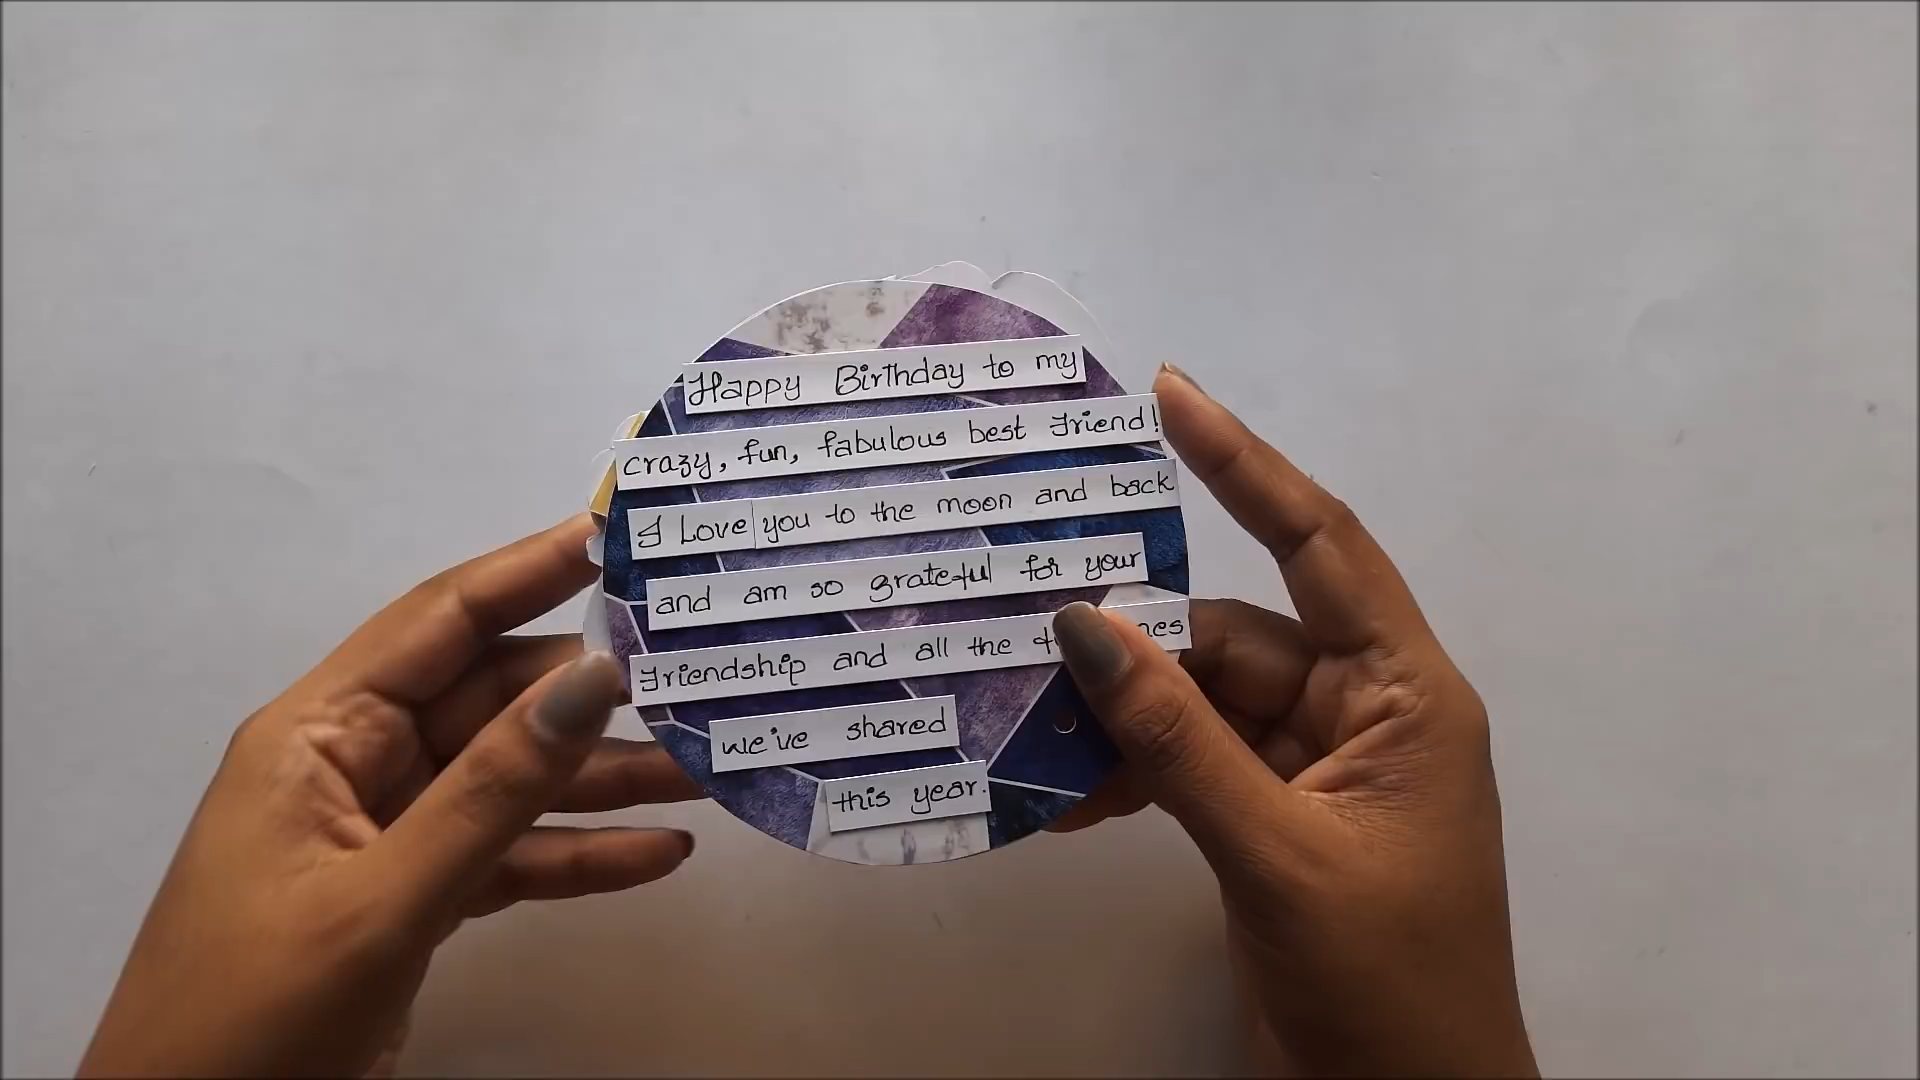 Happy Birthday to my
crazy, fun, fabulous best Friend!
I Love you to the moon and back
and am so grateful for your
Friendship and all the
we've shared
this year.